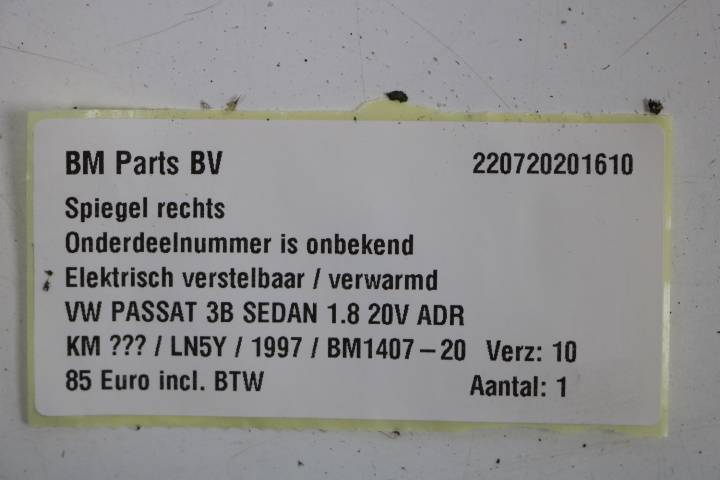 BM Parts BV 220720201610
Spiegel rechts
Onderdeelnummer is onbekend
Elektrisch verstelbaar / verwarmd
VW PASSAT 3B SEDAN 1.8 20V ADR
KM ??? / LN5Y / 1997 / BM1407 – 20 Verz: 10
85 Euro incl. BTW Aantal: 1